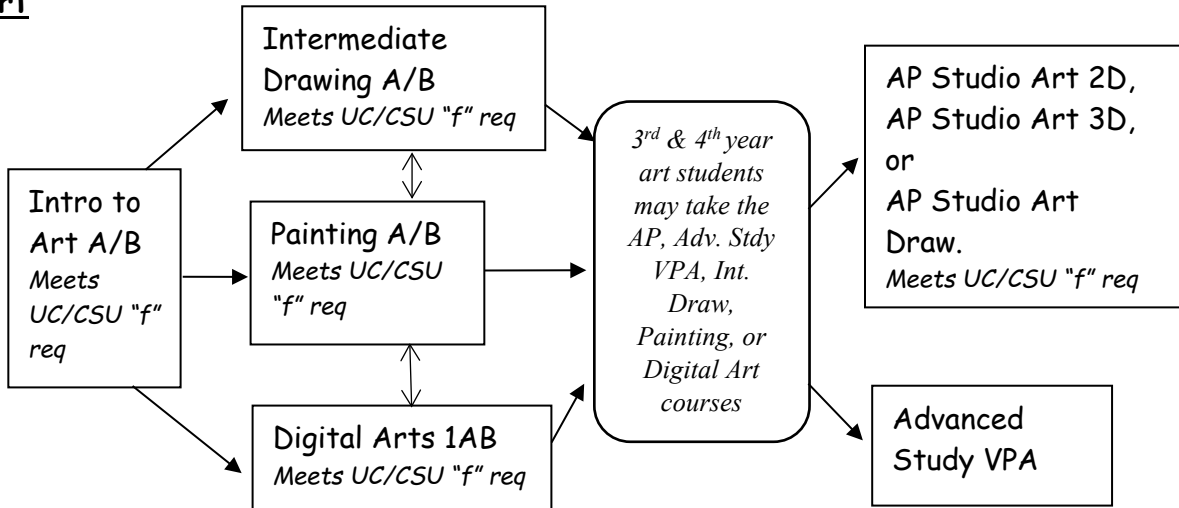 Intro to
Art A/B
Meets
UC/CSU “f”
req
Intermediate
Drawing A/B
Meets UC/CSU “f” req
Painting A/B
Meets UC/CSU
“f” req
Digital Arts 1AB
Meets UC/CSU “f” req
3rd & 4th year
art students
may take the
AP, Adv. Stdy
VPA, Int.
Draw,
Painting, or
Digital Art
courses
AP Studio Art 2D,
AP Studio Art 3D,
or
AP Studio Art
Draw.
Meets UC/CSU “f” req
Advanced
Study VPA